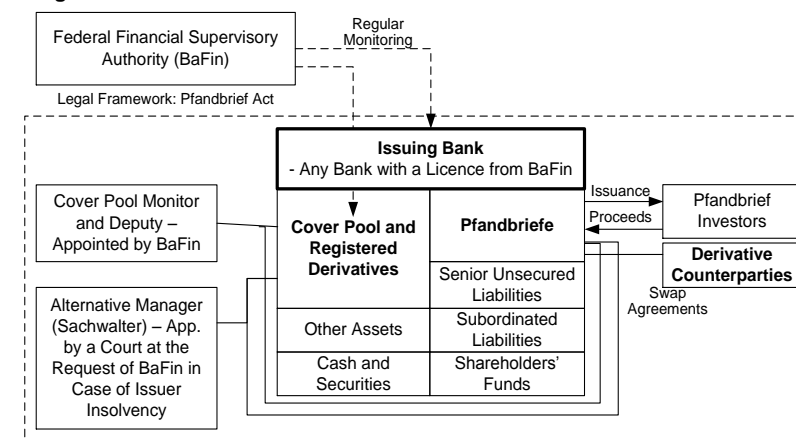 Federal Financial Supervisory
Authority (BaFin)
Regular
Monitoring
Legal Framework: Pfandbrief Act
Issuing Bank
- Any Bank with a Licence from BaFin
Cover Pool Monitor
and Deputy –
Appointed by BaFin
Cover Pool and
Registered
Derivatives
Pfandbriefe
Issuance
Proceeds
Pfandbrief
Investors
Derivative
Counterparties
Swap
Agreements
Senior Unsecured
Liabilities
Alternative Manager
(Sachwalter) – App.
by a Court at the
Request of BaFin in
Case of Issuer
Insolvency
Other Assets
Subordinated
Liabilities
Cash and
Securities
Shareholders'
Funds